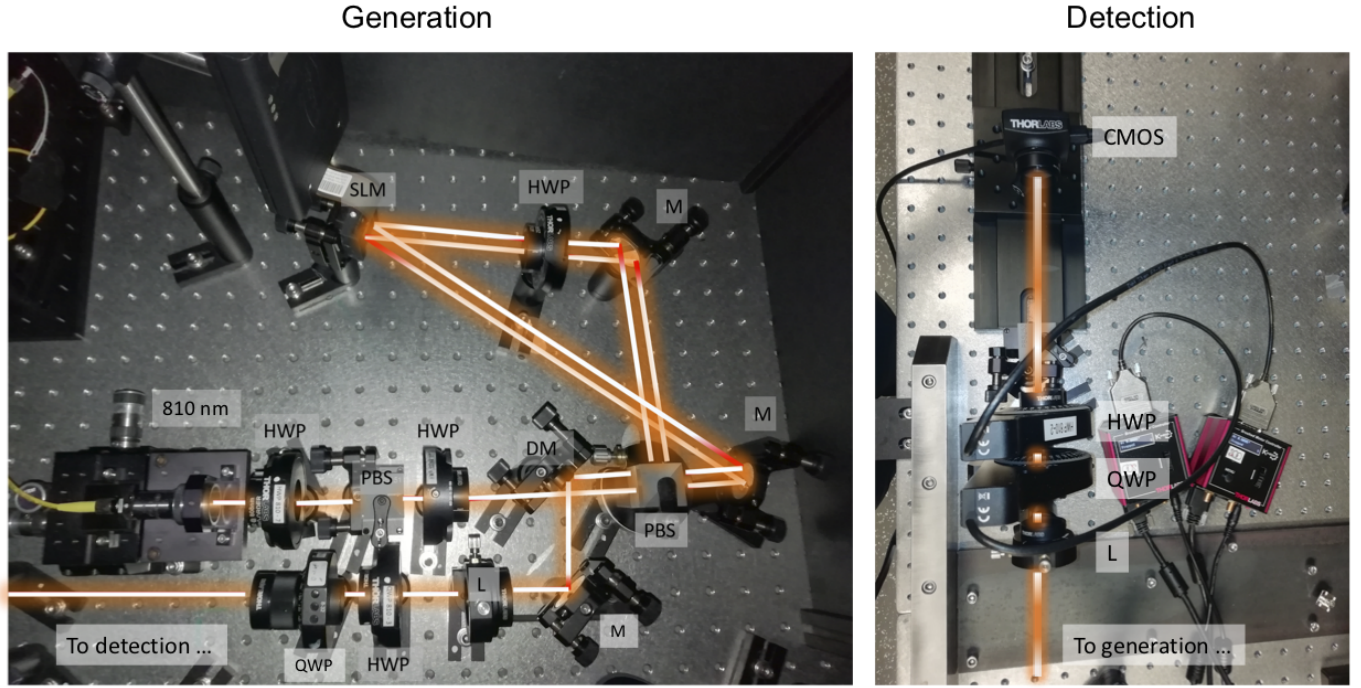 Generation
Detection
SLM
HWP
M
THORLABS
CMOS
810 nm
HWP
HWP
DM
M
PBS
PBS
HWP
QWP
L
L
M
To detection ...
QWP
HWP
To generation ...